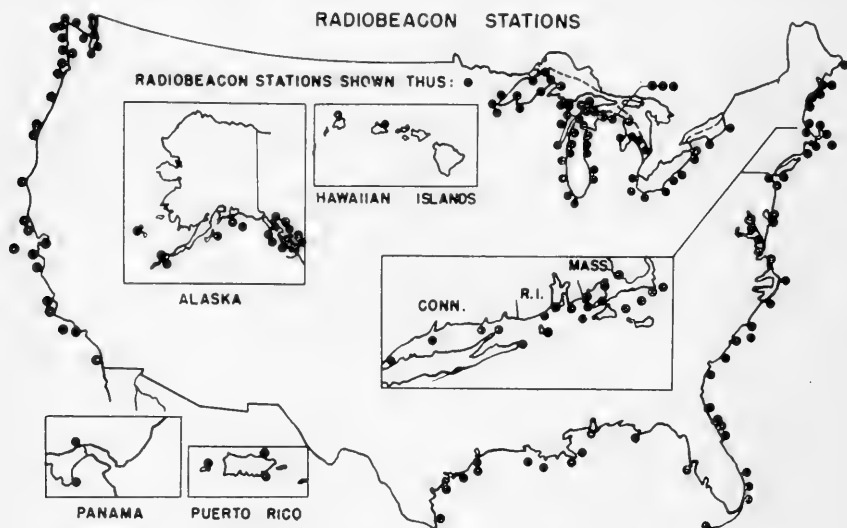 RADIOBEACON STATIONS
RADIOBEACON STATIONS SHOWN THUS:
HAWAIIAN ISLANDS
ALASKA
MASS.
R.I.
CONN.
PANAMA
PUERTO RICO